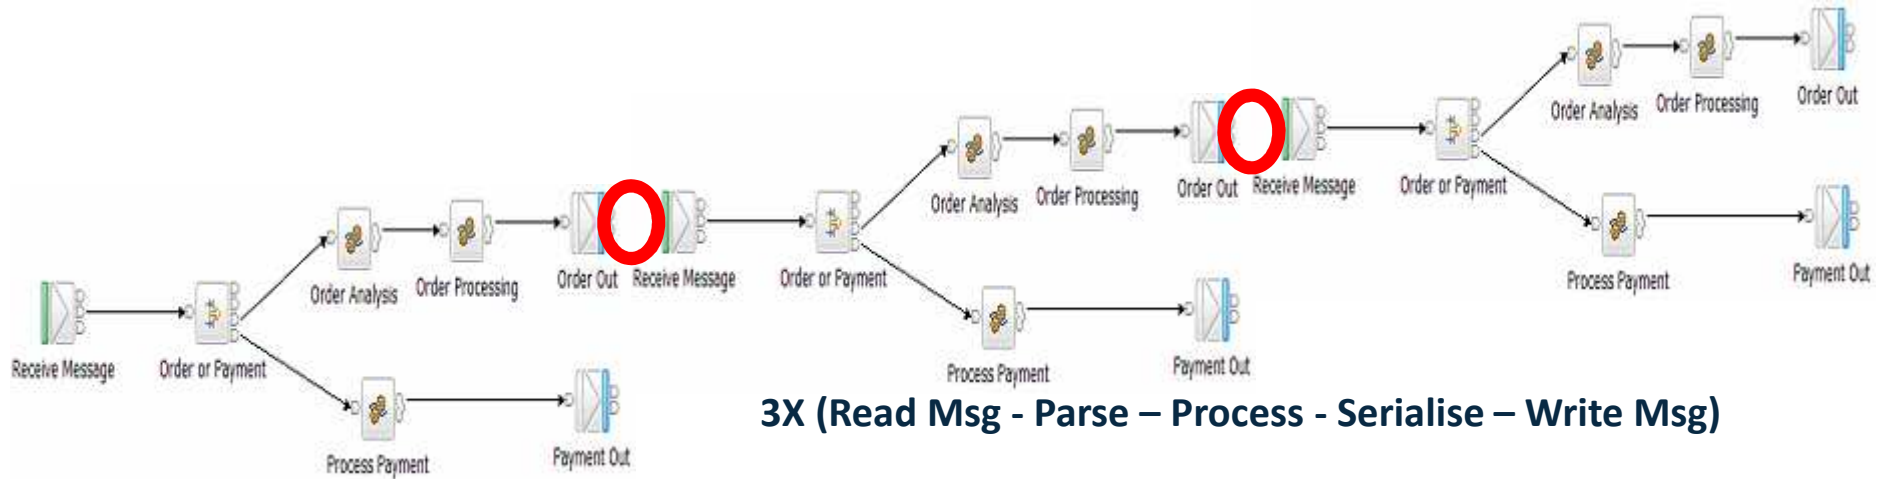 Receive Message
Order or Payment
Order Analysis
Order Processing
Order Out
Process Payment
Payment Out
Receive Message
Order or Payment
Order Analysis
Order Processing
Order Out
Process Payment
Payment Out
Receive Message
Order or Payment
Order Analysis
Order Processing
Order Out
Process Payment
Payment Out
3X (Read Msg - Parse – Process - Serialise – Write Msg)